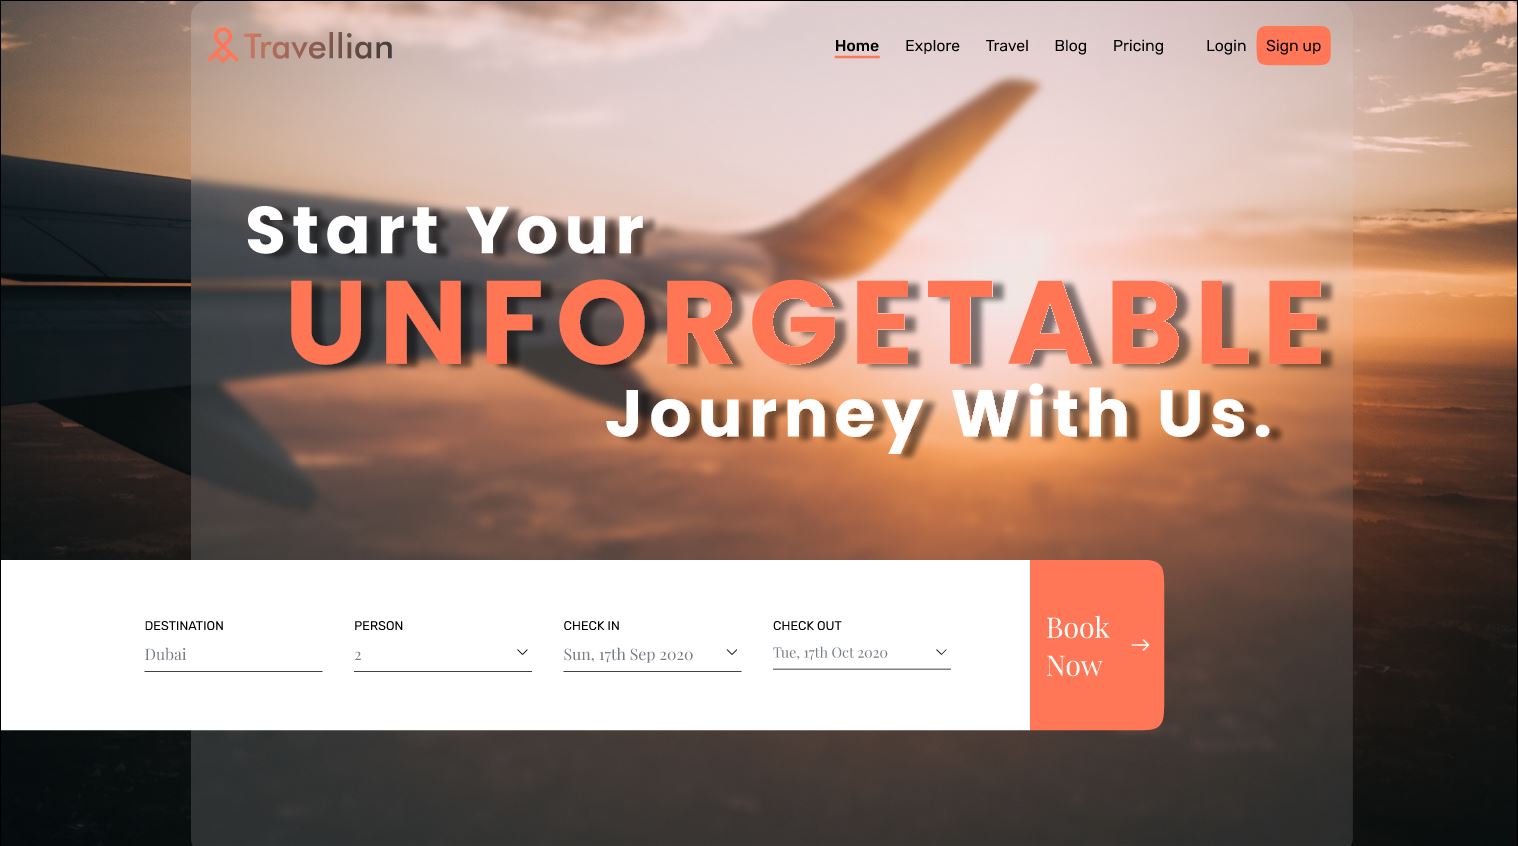 Travellian
Home Explore Travel Blog Pricing Login Sign up
Start Your
UNFORGETABLE
Journey With Us.
DESTINATION PERSON CHECK IN CHECK OUT
Dubai 2 Sun, 17th Sep 2020 Tue, 17th Oct 2020
Book
Now